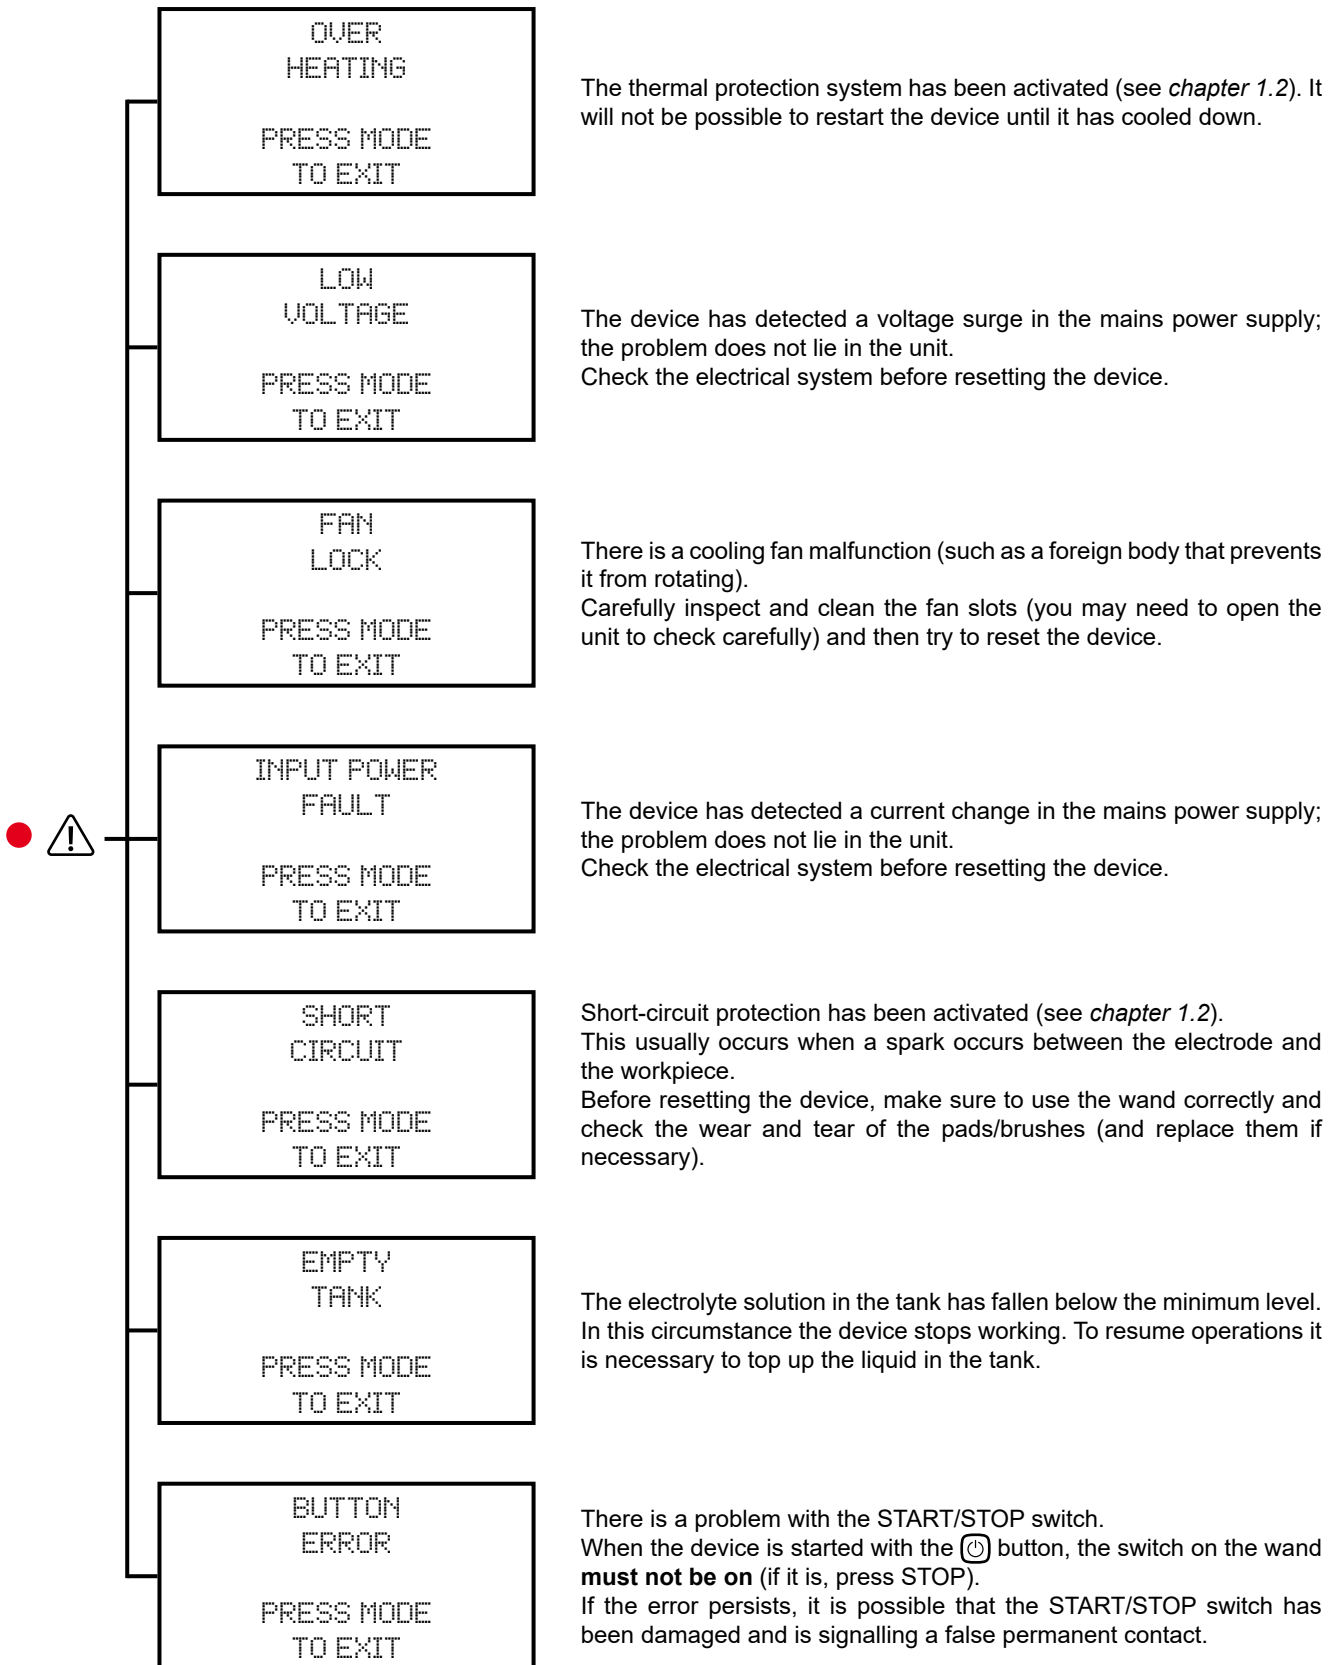 OVER
HEATING
PRESS MODE
TO EXIT
The thermal protection system has been activated (see chapter 1.2). It
will not be possible to restart the device until it has cooled down.
LOW
VOLTAGE
PRESS MODE
TO EXIT
The device has detected a voltage surge in the mains power supply;
the problem does not lie in the unit.
Check the electrical system before resetting the device.
FAN
LOCK
PRESS MODE
TO EXIT
There is a cooling fan malfunction (such as a foreign body that prevents
it from rotating).
Carefully inspect and clean the fan slots (you may need to open the
unit to check carefully) and then try to reset the device.
INPUT POWER
FAULT
PRESS MODE
TO EXIT
The device has detected a current change in the mains power supply;
the problem does not lie in the unit.
Check the electrical system before resetting the device.
SHORT
CIRCUIT
PRESS MODE
TO EXIT
Short-circuit protection has been activated (see chapter 1.2).
This usually occurs when a spark occurs between the electrode and
the workpiece.
Before resetting the device, make sure to use the wand correctly and
check the wear and tear of the pads/brushes (and replace them if
necessary).
EMPTY
TANK
PRESS MODE
TO EXIT
The electrolyte solution in the tank has fallen below the minimum level.
In this circumstance the device stops working. To resume operations it
is necessary to top up the liquid in the tank.
BUTTON
ERROR
PRESS MODE
TO EXIT
There is a problem with the START/STOP switch.
When the device is started with the button, the switch on the wand
must not be on (if it is, press STOP).
If the error persists, it is possible that the START/STOP switch has
been damaged and is signalling a false permanent contact.